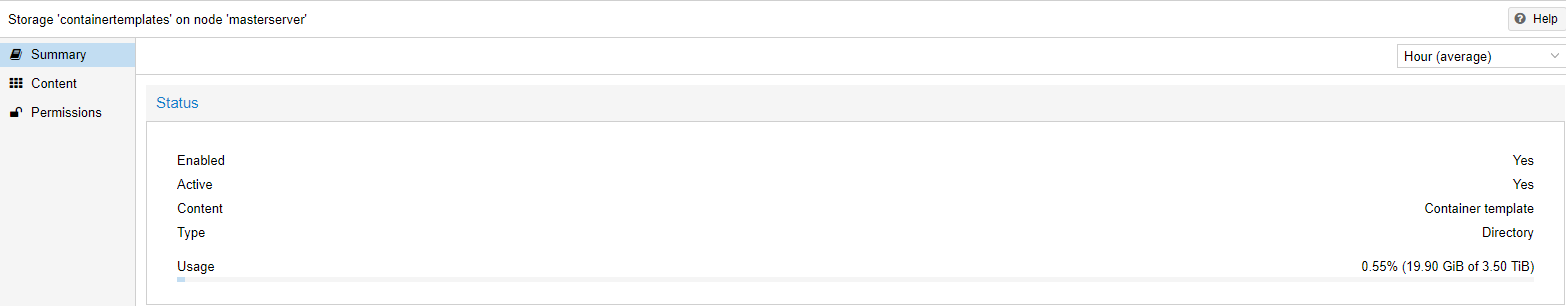 Storage 'containertemplates' on node 'masterserver'
Help
Summary
Hour (average)
Content
Permissions
Status
Enabled Yes
Active Yes
Content Container template
Type Directory
Usage 0.55% (19.90 GiB of 3.50 TiB)